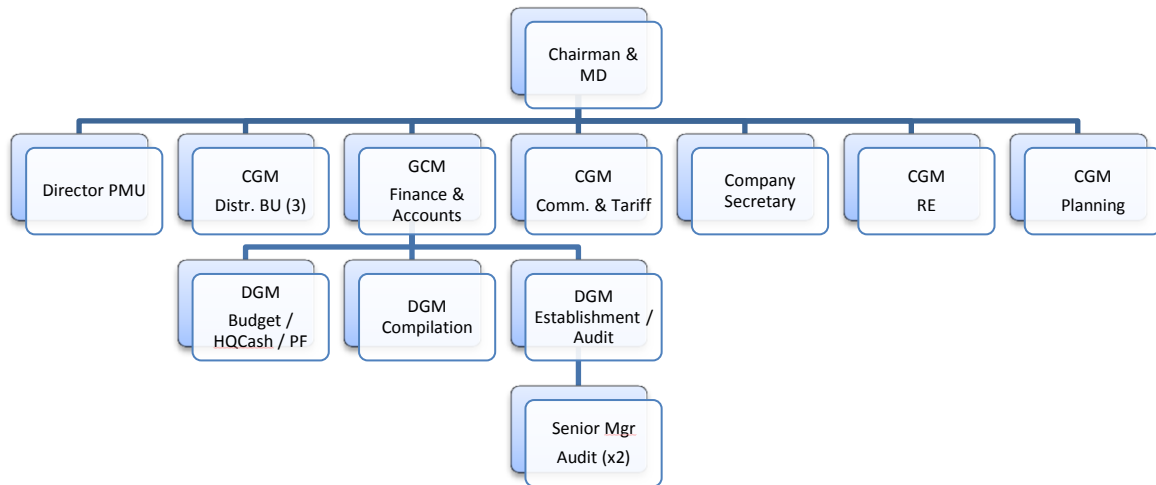 Chairman &
MD
Director PMU
CGM
Distr. BU (3)
GCM
Finance &
Accounts
CGM
Comm. & Tariff
Company
Secretary
CGM
RE
CGM
Planning
DGM
Budget /
HQCash / PF
DGM
Compilation
DGM
Establishment /
Audit
Senior Mgr
Audit (x2)